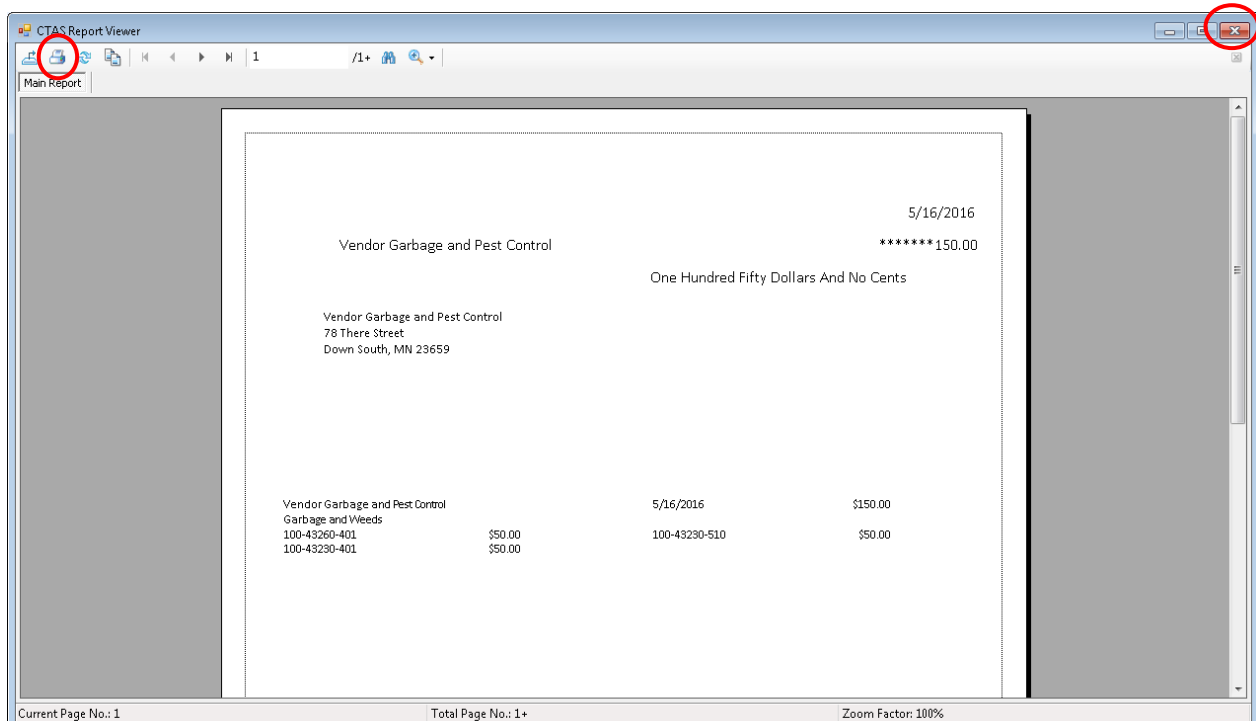 CTAS Report Viewer
1 /1+
Main Report
5/16/2016
Vendor Garbage and Pest Control *******150.00
One Hundred Fifty Dollars And No Cents
Vendor Garbage and Pest Control
78 There Street
Down South, MN 23659
Vendor Garbage and Pest Control 5/16/2016 $150.00
Garbage and Weeds
100-43260-401 $50.00 100-43230-510 $50.00
100-43230-401 $50.00
Current Page No.: 1 Total Page No.: 1+ Zoom Factor: 100%